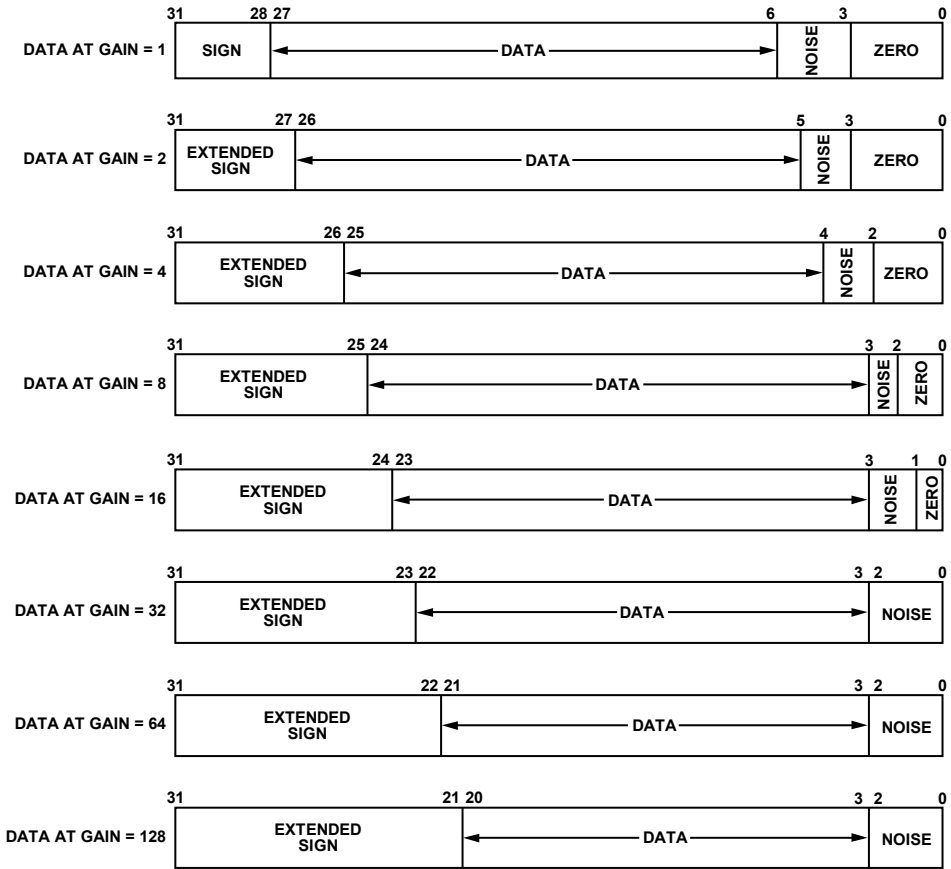 31 28 27 6 3 0
DATA AT GAIN = 1 SIGN DATA NOISE ZERO
31 27 26 5 3 0
DATA AT GAIN = 2 EXTENDED SIGN DATA NOISE ZERO
31 26 25 4 2 0
DATA AT GAIN = 4 EXTENDED SIGN DATA NOISE ZERO
31 25 24 3 2 0
DATA AT GAIN = 8 EXTENDED SIGN DATA NOISE ZERO
31 24 23 3 1 0
DATA AT GAIN = 16 EXTENDED SIGN DATA NOISE ZERO
31 23 22 3 2 0
DATA AT GAIN = 32 EXTENDED SIGN DATA NOISE
31 22 21 3 2 0
DATA AT GAIN = 64 EXTENDED SIGN DATA NOISE
31 21 20 3 2 0
DATA AT GAIN = 128 EXTENDED SIGN DATA NOISE